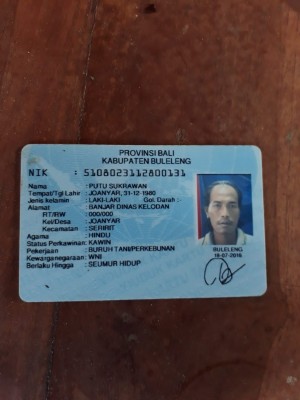 PROVINSI BALI
KABUPATEN BULELENG
NIK : 5108023112800131
Nama : PUTU SUKRAWAN
Tempat/Tgl Lahir : JOANYAR, 31-12-1980
Jenis kelamin : LAKI-LAKI Gol. Darah :
Alamat : BANJAR DINAS KELODAN
RT/RW : 000/000
Kel/Desa : JOANYAR
Kecamatan : SERIRIT
Agama : HINDU
Status Perkawinan: KAWIN
Pekerjaan : BURUH TANI/PERKEBUNAN
Kewarganegaraan: WNI
Berlaku Hingga : SEUMUR HIDUP
BULELENG
18-07-2016